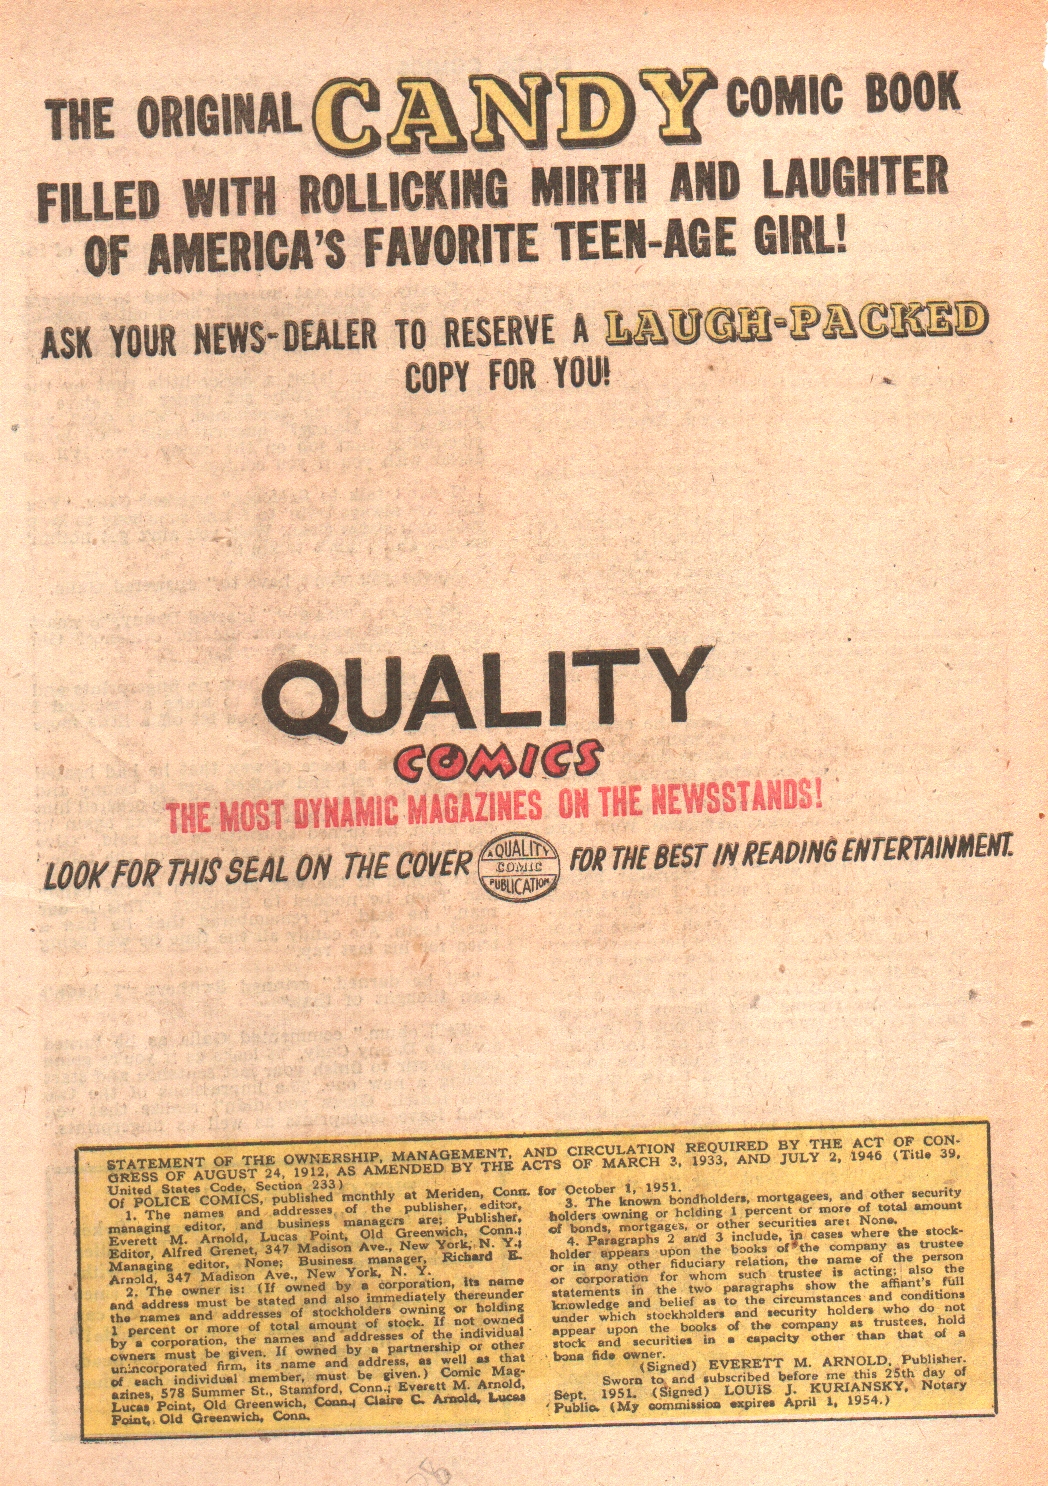 THE ORIGINAL CANDY COMIC BOOK
FILLED WITH ROLLICKING MIRTH AND LAUGHTER
OF AMERICA'S FAVORITE TEEN-AGE GIRL!
ASK YOUR NEWS-DEALER TO RESERVE A LAUGH-PACKED
COPY FOR YOU!
QUALITY
COMICS
THE MOST DYNAMIC MAGAZINES ON THE NEWSSTANDS!
LOOK FOR THIS SEAL ON THE COVER A QUALITY COMIC PUBLICATION FOR THE BEST IN READING ENTERTAINMENT.
STATEMENT OF THE OWNERSHIP, MANAGEMENT, AND CIRCULATION REQUIRED BY THE ACT OF CON-
GRESS OF AUGUST 24, 1912, AS AMENDED BY THE ACTS OF MARCH 3, 1933, AND JULY 2, 1946 (Title 39,
United States Code, Section 233)
Of POLICE COMICS, published monthly at Meriden, Conn. for October 1, 1951.
1. The names and addresses of the publisher, editor,
managing editor, and business managers are: Publisher,
Everett M. Arnold, Lucas Point, Old Greenwich, Conn.;
Editor, Alfred Grenet, 347 Madison Ave., New York, N. Y.;
Managing editor, None; Business manager, Richard E.
Arnold, 347 Madison Ave., New York, N. Y.
2. The owner is: (If owned by a corporation, its name
and address must be stated and also immediately thereunder
the names and addresses of stockholders owning or holding
1 percent or more of total amount of stock. If not owned
by a corporation, the names and addresses of the individual
owners must be given. If owned by a partnership or other
unincorporated firm, its name and address, as well as that
of each individual member, must be given.) Comic Mag-
azines, 578 Summer St., Stamford, Conn.; Everett M. Arnold,
Lucas Point, Old Greenwich, Conn.; Claire C. Arnold, Lucas
Point, Old Greenwich, Conn.
3. The known bondholders, mortgagees, and other security
holders owning or holding 1 percent or more of total amount
of bonds, mortgages, or other securities are: None.
4. Paragraphs 2 and 3 include, in cases where the stock-
holder appears upon the books of the company as trustee
or in any other fiduciary relation, the name of the person
or corporation for whom such trustee is acting; also the
statements in the two paragraphs show the affiant's full
knowledge and belief as to the circumstances and conditions
under which stockholders and security holders who do not
appear upon the books of the company as trustees, hold
stock and securities in a capacity other than that of a
bona fide owner.
(Signed) EVERETT M. ARNOLD, Publisher.
Sworn to and subscribed before me this 25th day of
Sept. 1951. (Signed) LOUIS J. KURIANSKY, Notary
Public. (My commission expires April 1, 1954.)